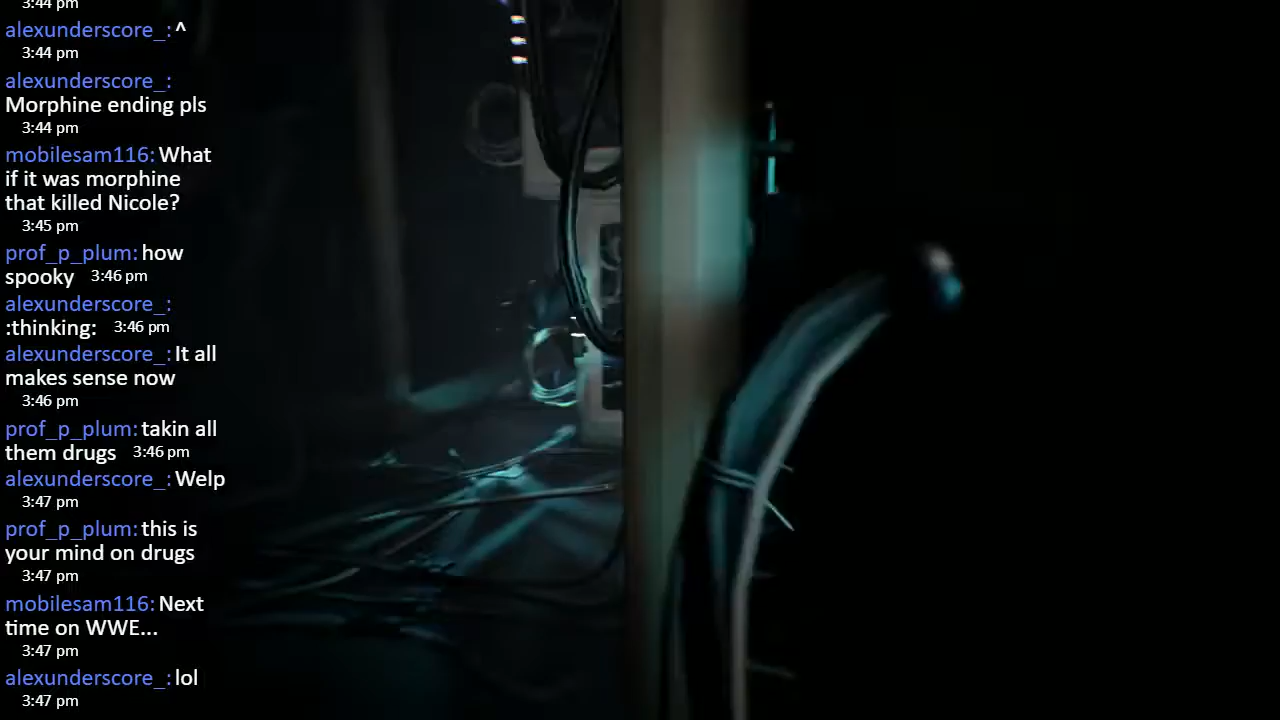 3:44 pm
alexunderscore_: ^
3:44 pm
alexunderscore_:
Morphine ending pls
3:44 pm
mobilesam116: What
if it was morphine
that killed Nicole?
3:45 pm
prof_p_plum: how
spooky 3:46 pm
alexunderscore_:
:thinking: 3:46 pm
alexunderscore_: It all
makes sense now
3:46 pm
prof_p_plum: takin all
them drugs 3:46 pm
alexunderscore_: Welp
3:47 pm
prof_p_plum: this is
your mind on drugs
3:47 pm
mobilesam116: Next
time on WWE...
3:47 pm
alexunderscore_: lol
3:47 pm